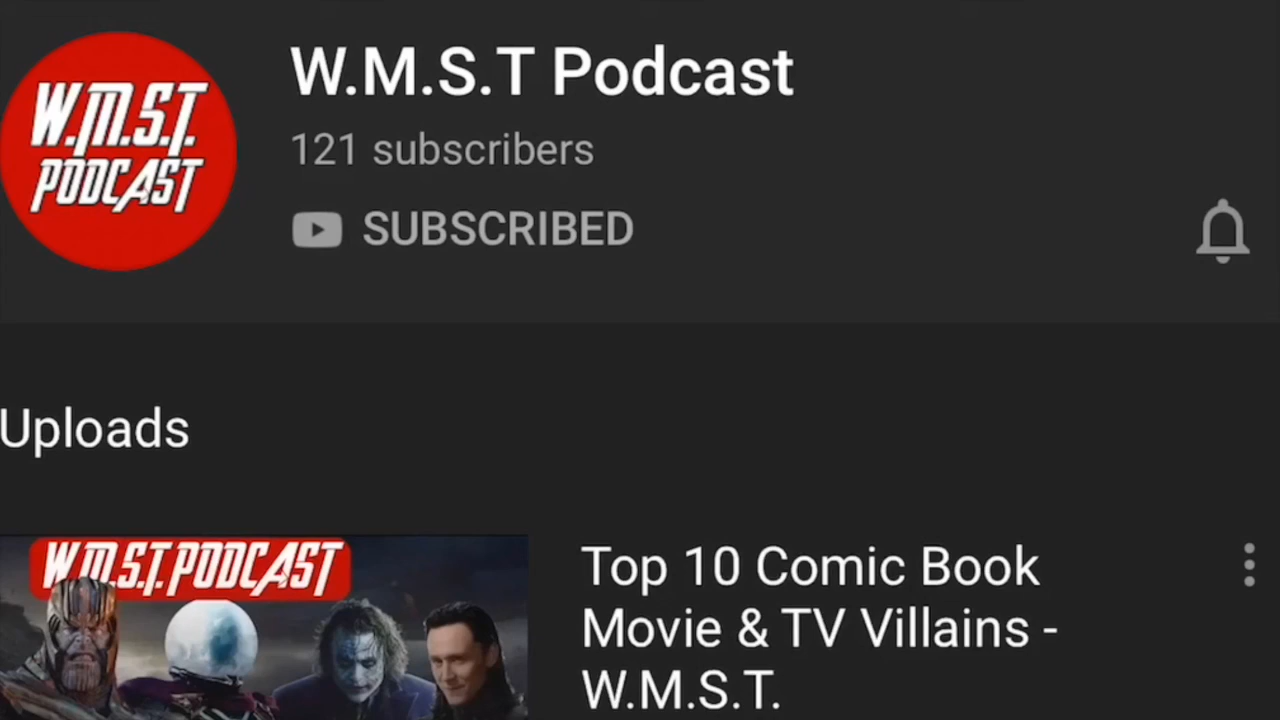 W.M.S.T.
PODCAST
W.M.S.T Podcast
121 subscribers
SUBSCRIBED
Uploads
W.M.S.T. PODCAST
Top 10 Comic Book
Movie & TV Villains -
W.M.S.T.